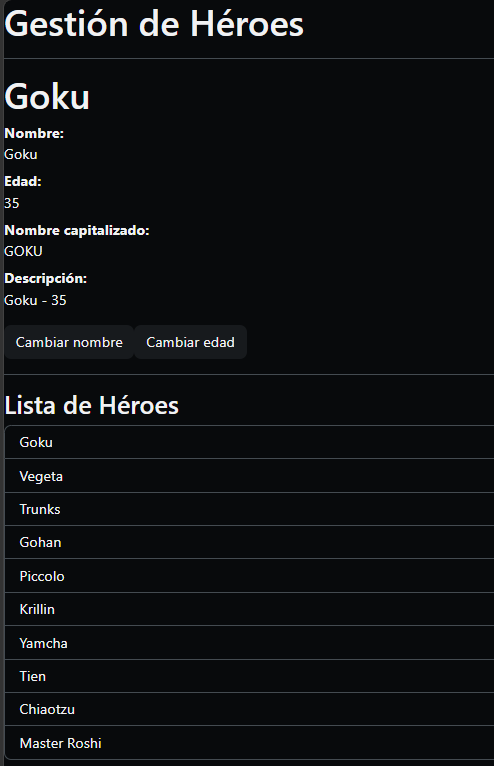 Gestión de Héroes
Goku
Nombre:
Goku
Edad:
35
Nombre capitalizado:
GOKU
Descripción:
Goku - 35
Cambiar nombre Cambiar edad
Lista de Héroes
Goku
Vegeta
Trunks
Gohan
Piccolo
Krillin
Yamcha
Tien
Chiaotzu
Master Roshi